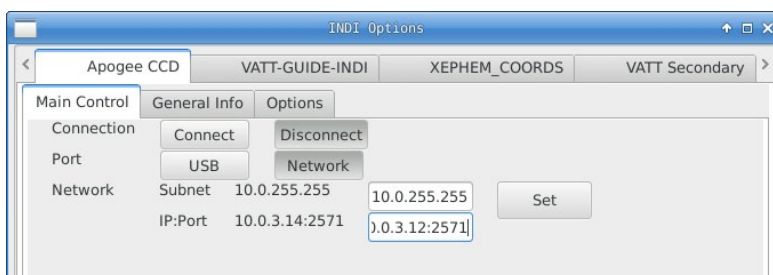 INDI Options
Apogee CCD VATT-GUIDE-INDI XEPHEM_COORDS VATT Secondary
Main Control General Info Options
Connection Connect Disconnect
Port USB Network
Network Subnet 10.0.255.255 10.0.255.255 Set
IP:Port 10.0.3.14:2571 .0.3.12:2571